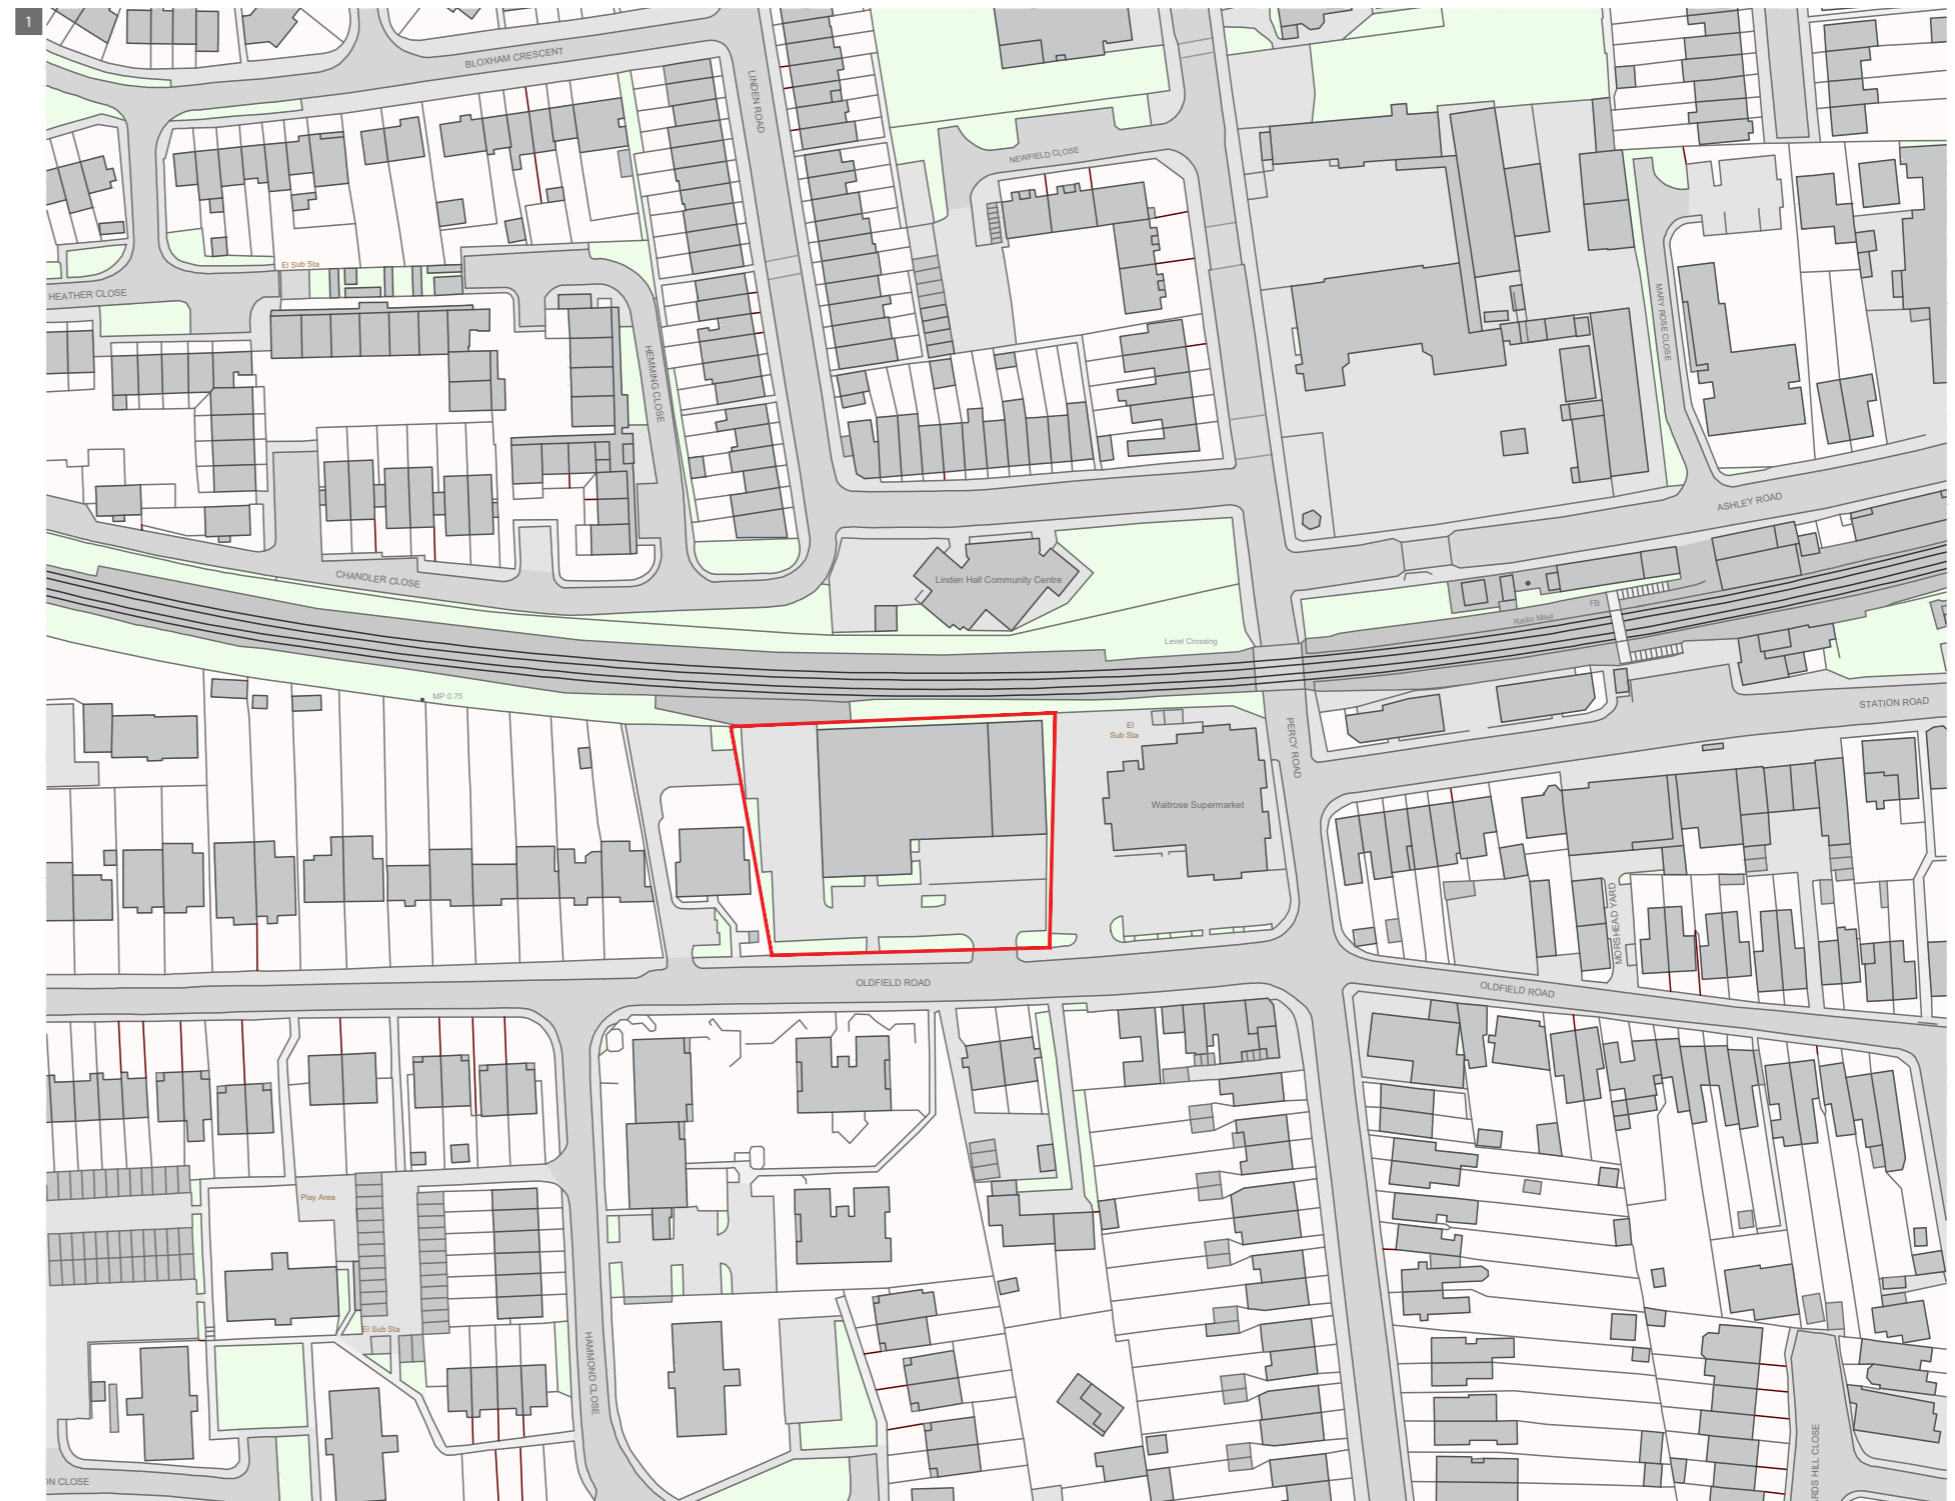 1
BLOXHAM CRESCENT
LINDEN ROAD
NEWFIELD CLOSE
El Sub Sta
HEATHER CLOSE
HEMMING CLOSE
MARY ROSE CLOSE
ASHLEY ROAD
CHANDLER CLOSE
Linden Hall Community Centre
FB
Radio Mast
Level Crossing
MP 0.75
STATION ROAD
El
Sub Sta
PERCY ROAD
Waitrose Supermarket
MORSHEAD YARD
OLDFIELD ROAD
OLDFIELD ROAD
Play Area
El Sub Sta
HAMMOND CLOSE
ON CLOSE
RDS HILL CLOSE